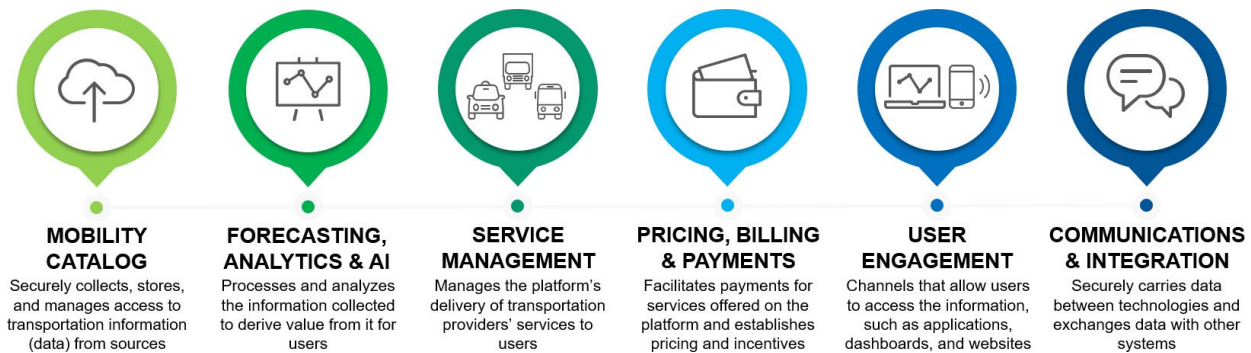 MOBILITY
CATALOG
Securely collects, stores,
and manages access to
transportation information
(data) from sources
FORECASTING,
ANALYTICS & AI
Processes and analyzes
the information collected
to derive value from it for
users
SERVICE
MANAGEMENT
Manages the platform's
delivery of transportation
providers' services to
users
PRICING, BILLING
& PAYMENTS
Facilitates payments for
services offered on the
platform and establishes
pricing and incentives
USER
ENGAGEMENT
Channels that allow users
to access the information,
such as applications,
dashboards, and websites
COMMUNICATIONS
& INTEGRATION
Securely carries data
between technologies and
exchanges data with other
systems